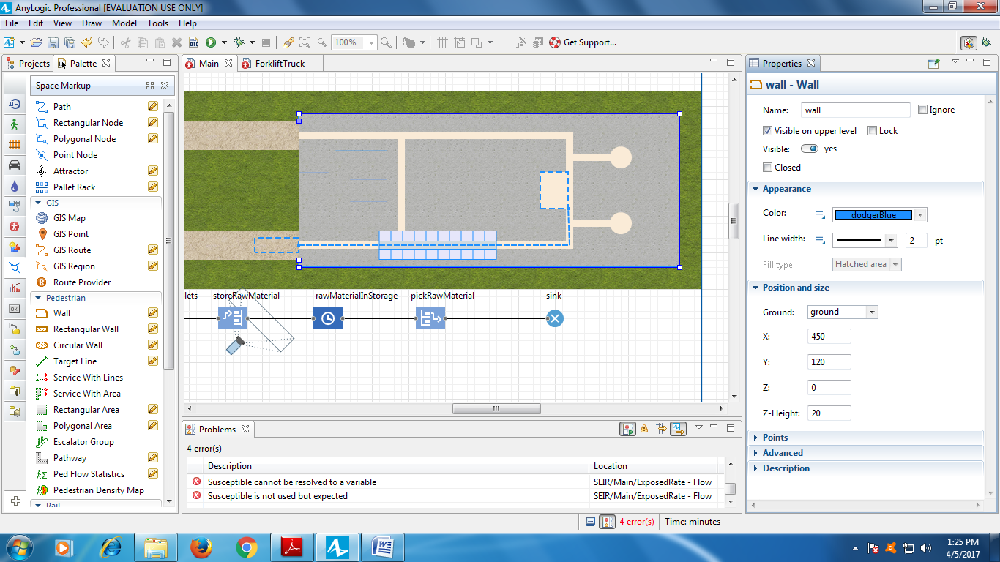 AnyLogic Professional [EVALUATION USE ONLY]
File Edit View Draw Model Tools Help
100% Get Support...
Projects Palette
Space Markup
Path
Rectangular Node
Polygonal Node
Point Node
Attractor
Pallet Rack
GIS
GIS Map
GIS Point
GIS Route
GIS Region
Route Provider
Pedestrian
Wall
Rectangular Wall
Circular Wall
Target Line
Service With Lines
Service With Area
Rectangular Area
Polygonal Area
Escalator Group
Pathway
Ped Flow Statistics
Pedestrian Density Map
Rail
Main ForkliftTruck
lets storeRawMaterial rawMaterialInStorage pickRawMaterial sink
Problems
4 error(s)
Description Location
Susceptible cannot be resolved to a variable SEIR/Main/ExposedRate - Flow
Susceptible is not used but expected SEIR/Main/ExposedRate - Flow
Properties
wall - Wall
Name: wall Ignore
Visible on upper level Lock
Visible: yes
Closed
Appearance
Color: dodgerBlue
Line width: 2 pt
Fill type: Hatched area
Position and size
Ground: ground
X: 450
Y: 120
Z: 0
Z-Height: 20
Points
Advanced
Description
4 error(s) Time: minutes
1:25 PM
4/5/2017